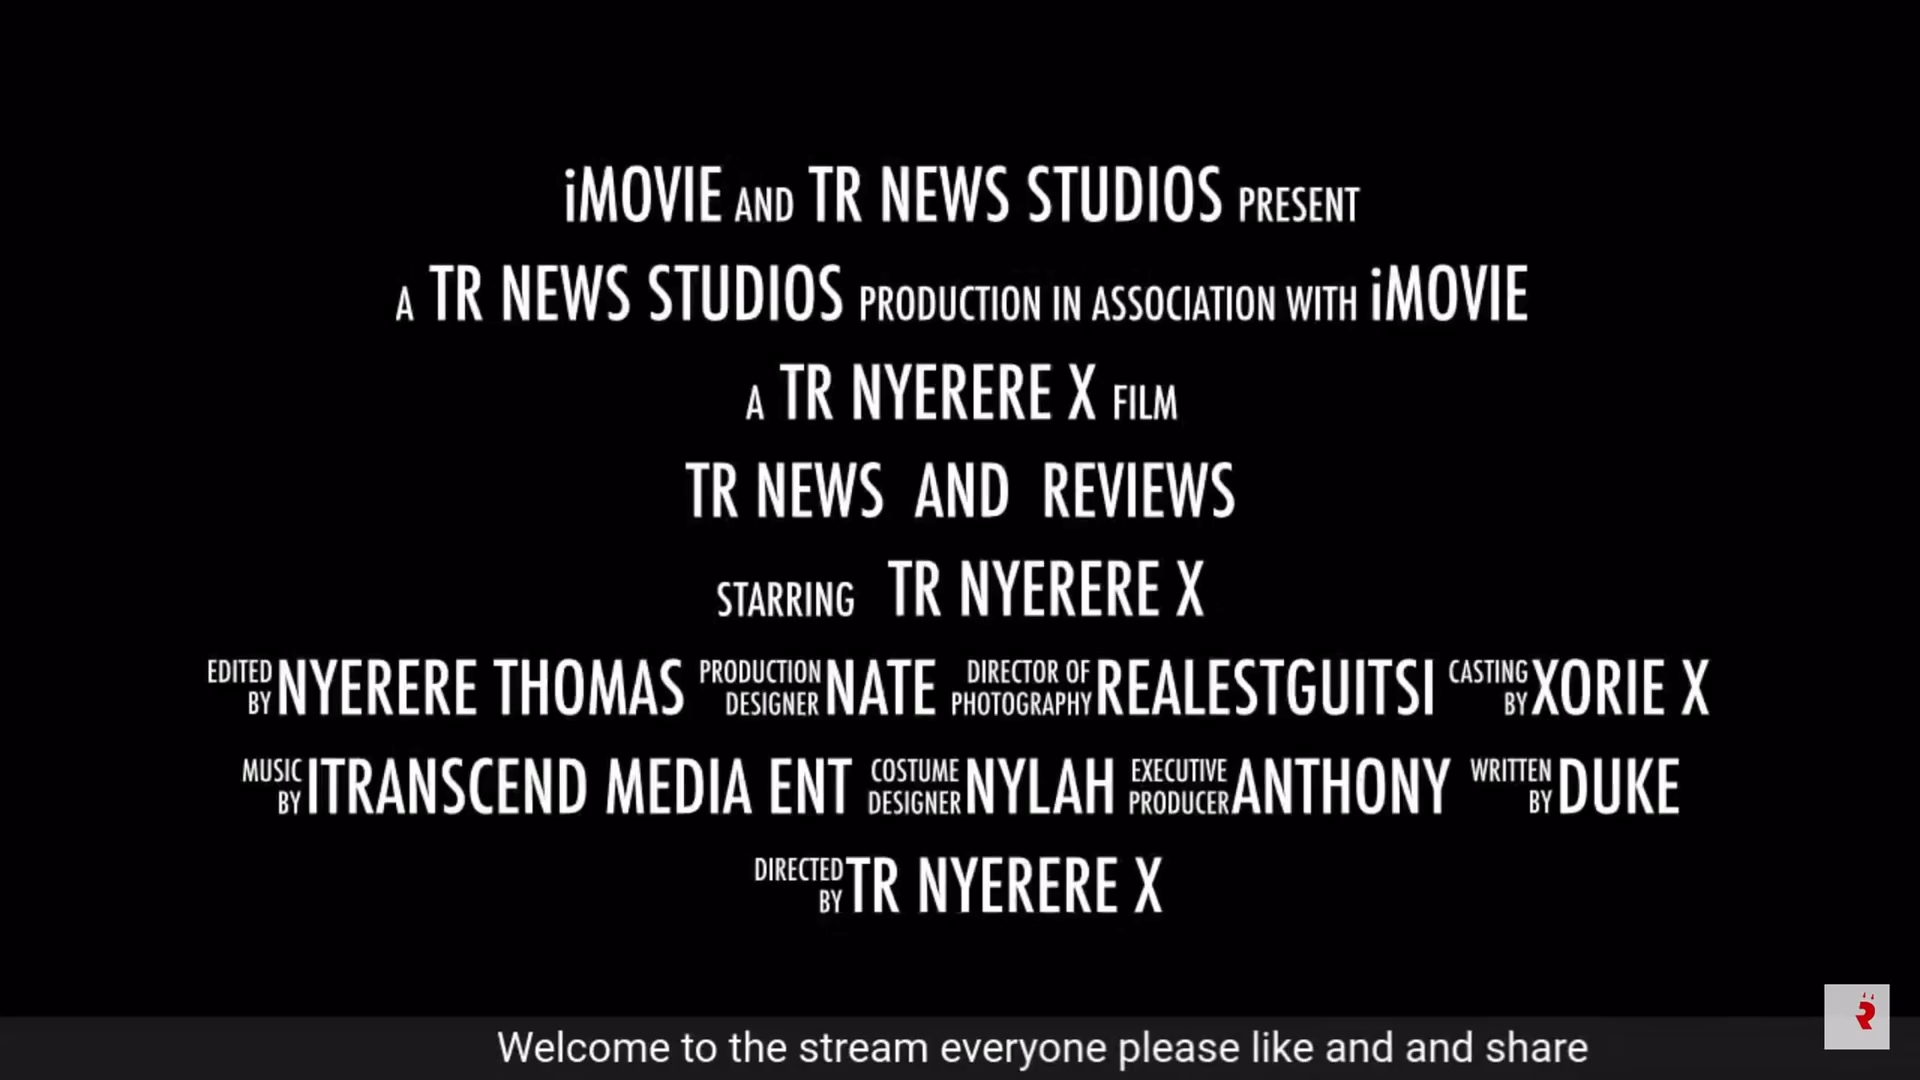 iMOVIE AND TR NEWS STUDIOS PRESENT
A TR NEWS STUDIOS PRODUCTION IN ASSOCIATION WITH iMOVIE
A TR NYERERE X FILM
TR NEWS AND REVIEWS
STARRING TR NYERERE X
EDITED BY NYERERE THOMAS PRODUCTION DESIGNER NATE DIRECTOR OF PHOTOGRAPHY REALESTGUITSI CASTING BY XORIE X
MUSIC BY ITRANSCEND MEDIA ENT COSTUME DESIGNER NYLAH EXECUTIVE PRODUCER ANTHONY WRITTEN BY DUKE
DIRECTED BY TR NYERERE X
Welcome to the stream everyone please like and and share